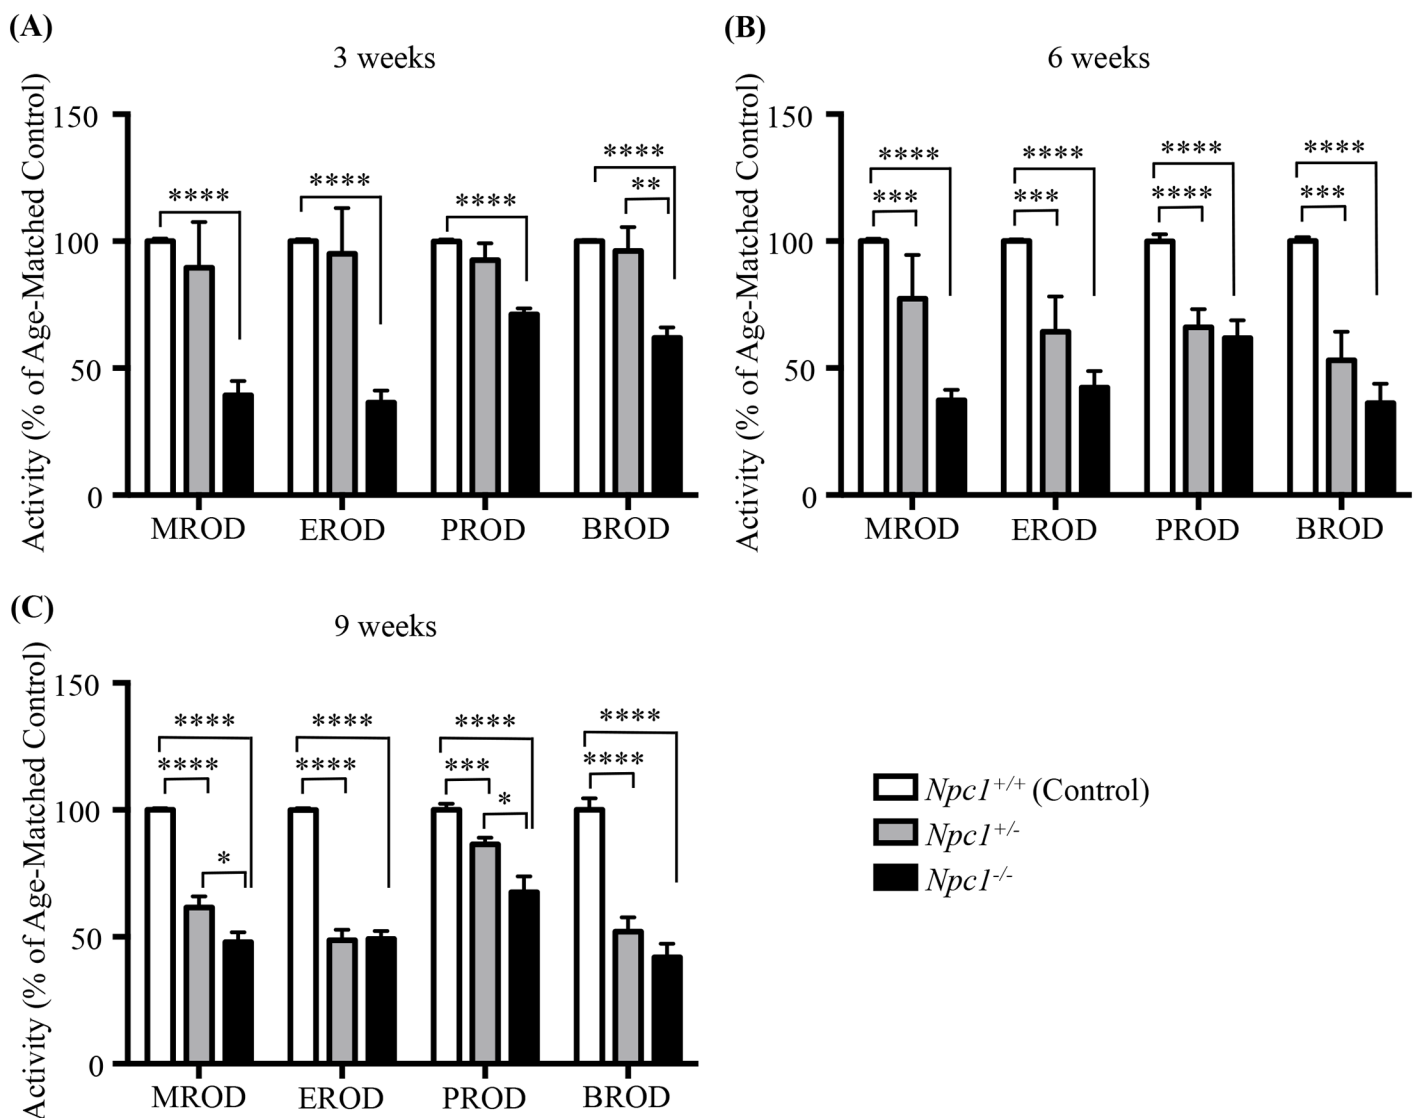 (A)
3 weeks
Activity (% of Age-Matched Control)
150
100
50
0
**** **** **** ****
**
MROD EROD PROD BROD
(B)
6 weeks
Activity (% of Age-Matched Control)
150
100
50
0
**** **** **** ****
*** *** **** ***
MROD EROD PROD BROD
(C)
9 weeks
Activity (% of Age-Matched Control)
150
100
50
0
**** **** **** ****
**** **** *** ****
* *
MROD EROD PROD BROD
Npc1+/+ (Control)
Npc1+/-
Npc1-/-